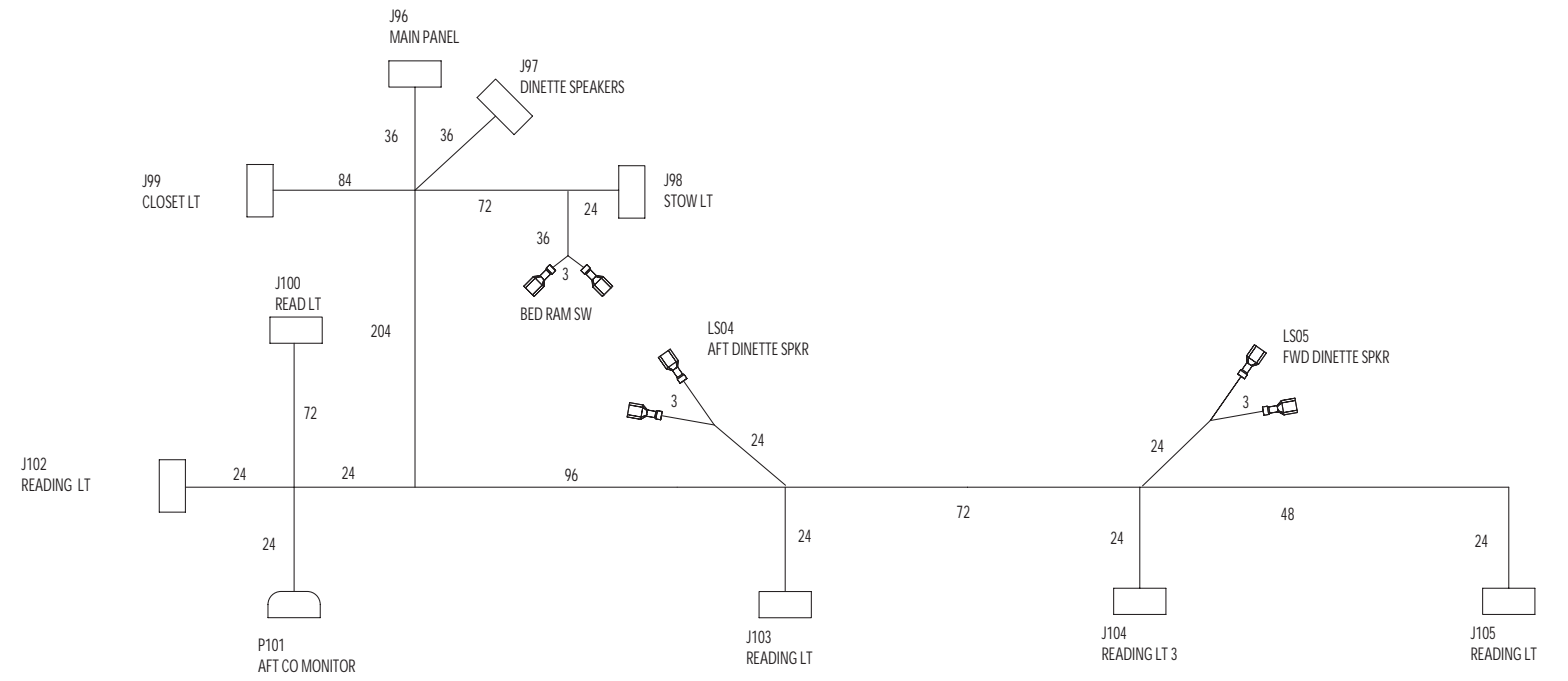 J96
MAIN PANEL
J97
DINETTE SPEAKERS
36
36
J99
CLOSET LT
84
72
24
J98
STOW LT
36
3
BED RAM SW
J100
READ LT
204
LS04
AFT DINETTE SPKR
LS05
FWD DINETTE SPKR
3
3
72
24
24
J102
READING LT
24
24
96
72
48
24
24
24
24
P101
AFT CO MONITOR
J103
READING LT
J104
READING LT 3
J105
READING LT